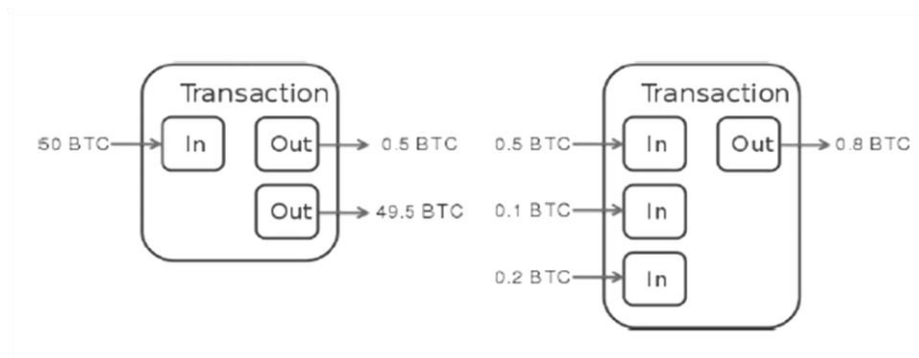 Transaction
50 BTC
In
Out
0.5 BTC
Out
49.5 BTC
Transaction
0.5 BTC
In
Out
0.8 BTC
0.1 BTC
In
0.2 BTC
In